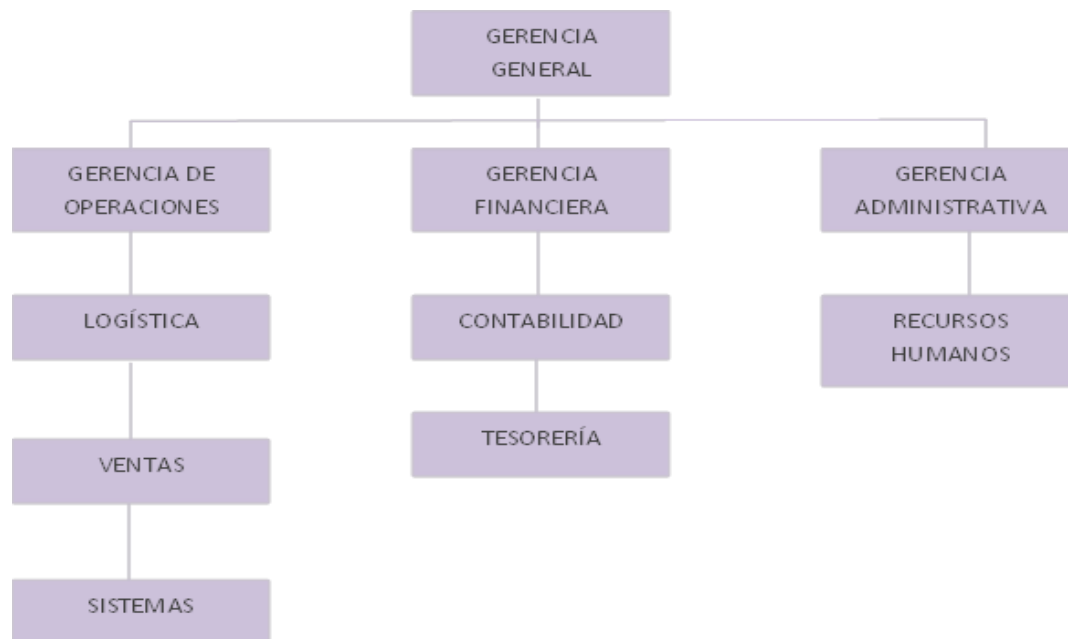 GERENCIA
GENERAL
GERENCIA DE
OPERACIONES
GERENCIA
FINANCIERA
GERENCIA
ADMINISTRATIVA
LOGÍSTICA
CONTABILIDAD
RECURSOS
HUMANOS
TESORERÍA
VENTAS
SISTEMAS